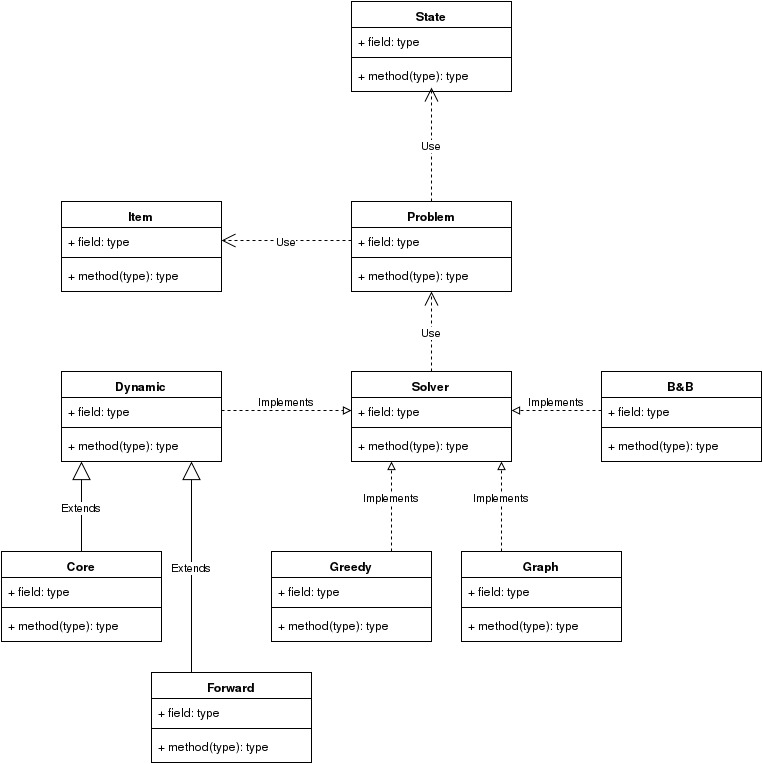 State
+ field: type
+ method(type): type
Use
Item
+ field: type
+ method(type): type
Use
Problem
+ field: type
+ method(type): type
Use
Dynamic
+ field: type
+ method(type): type
Implements
Solver
+ field: type
+ method(type): type
Implements
B&B
+ field: type
+ method(type): type
Extends
Implements
Implements
Core
+ field: type
+ method(type): type
Extends
Greedy
+ field: type
+ method(type): type
Graph
+ field: type
+ method(type): type
Forward
+ field: type
+ method(type): type